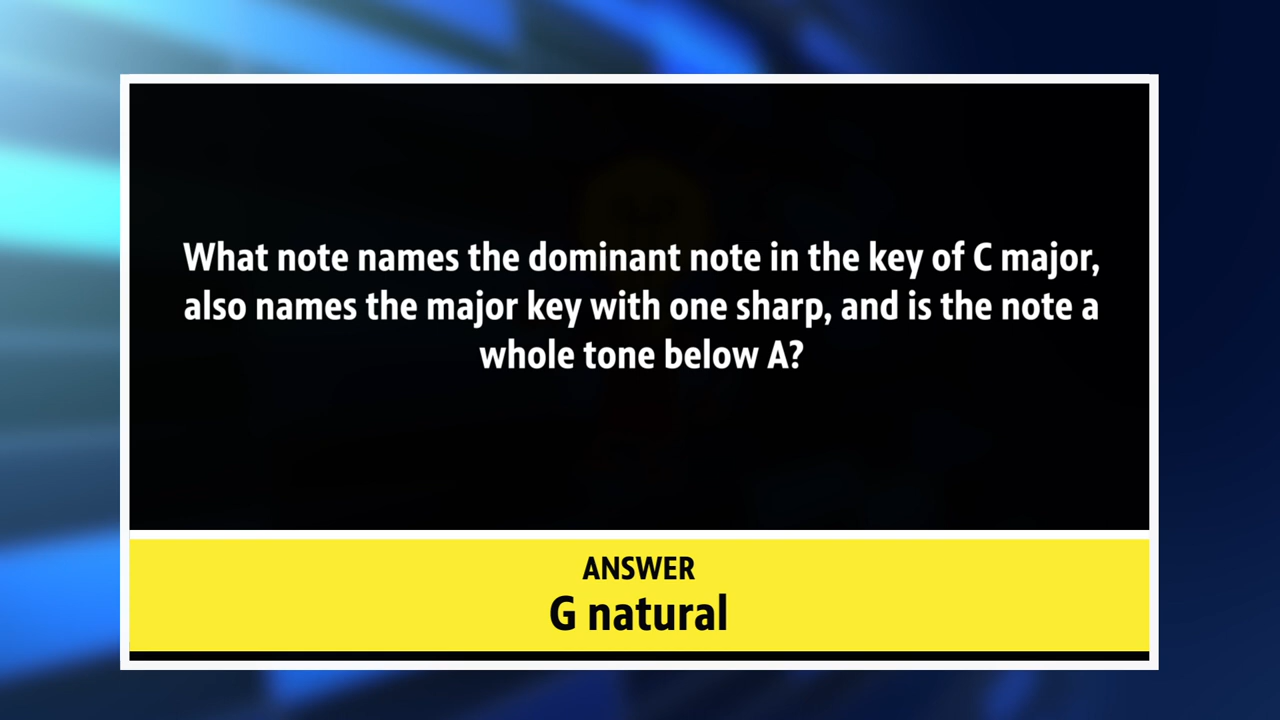 What note names the dominant note in the key of C major,
also names the major key with one sharp, and is the note a
whole tone below A?
ANSWER
G natural